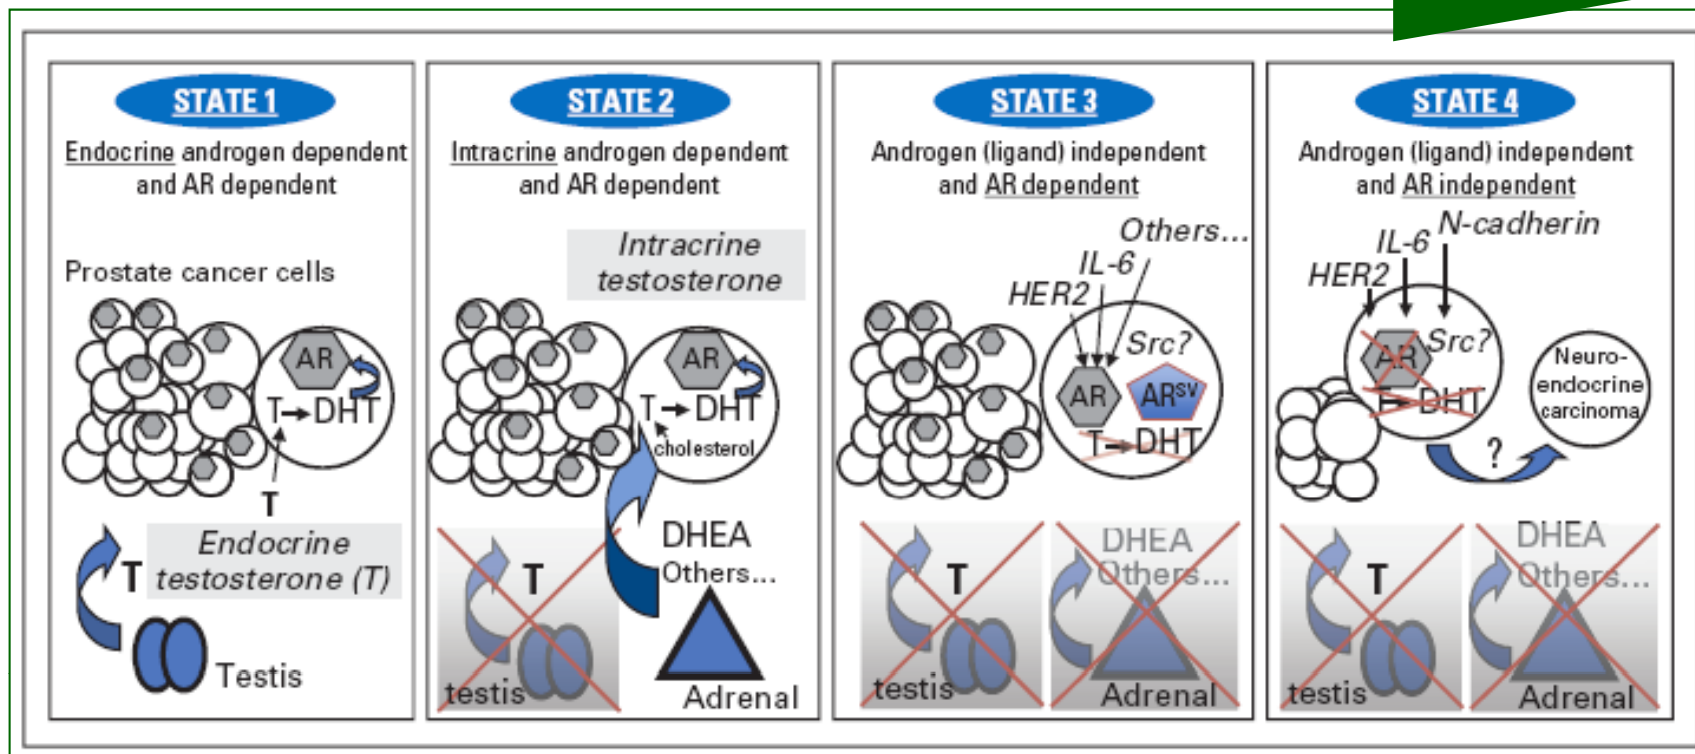 STATE 1
Endocrine androgen dependent
and AR dependent
Prostate cancer cells
AR
T DHT
T
Endocrine
testosterone (T)
T
Testis
STATE 2
Intracrine androgen dependent
and AR dependent
Intracrine
testosterone
AR
T DHT
cholesterol
DHEA
Others...
T
testis
Adrenal
STATE 3
Androgen (ligand) independent
and AR dependent
Others...
IL-6
HER2
Src?
AR
ARSV
T DHT
DHEA
Others...
T
testis
Adrenal
STATE 4
Androgen (ligand) independent
and AR independent
N-cadherin
IL-6
HER2
Src?
AR
T DHT
Neuro-
endocrine
carcinoma
?
DHEA
Others...
T
testis
Adrenal